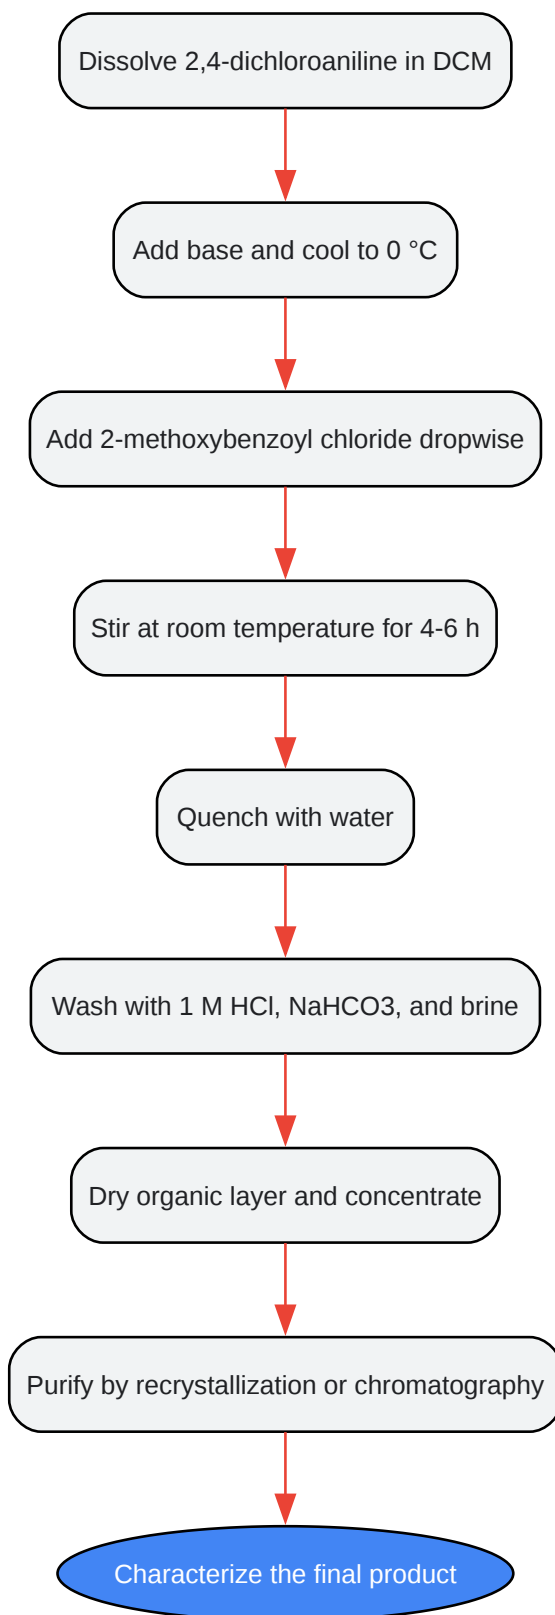 Dissolve 2,4-dichloroaniline in DCM
Add base and cool to 0 °C
Add 2-methoxybenzoyl chloride dropwise
Stir at room temperature for 4-6 h
Quench with water
Wash with 1 M HCl, NaHCO3, and brine
Dry organic layer and concentrate
Purify by recrystallization or chromatography
Characterize the final product